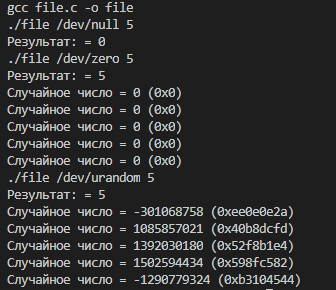 gcc file.c -o file
./file /dev/null 5
Результат: = 0
./file /dev/zero 5
Результат: = 5
Случайное число = 0 (0x0)
Случайное число = 0 (0x0)
Случайное число = 0 (0x0)
Случайное число = 0 (0x0)
Случайное число = 0 (0x0)
./file /dev/urandom 5
Результат: = 5
Случайное число = -301068758 (0xee0e0e2a)
Случайное число = 1085857021 (0x40b8dcfd)
Случайное число = 1392030180 (0x52f8b1e4)
Случайное число = 1502594434 (0x598fc582)
Случайное число = -1290779324 (0xb3104544)